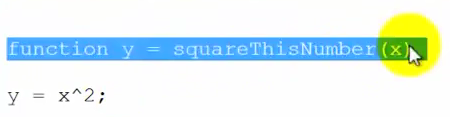 function y = squareThisNumber(x)
y = x^2;